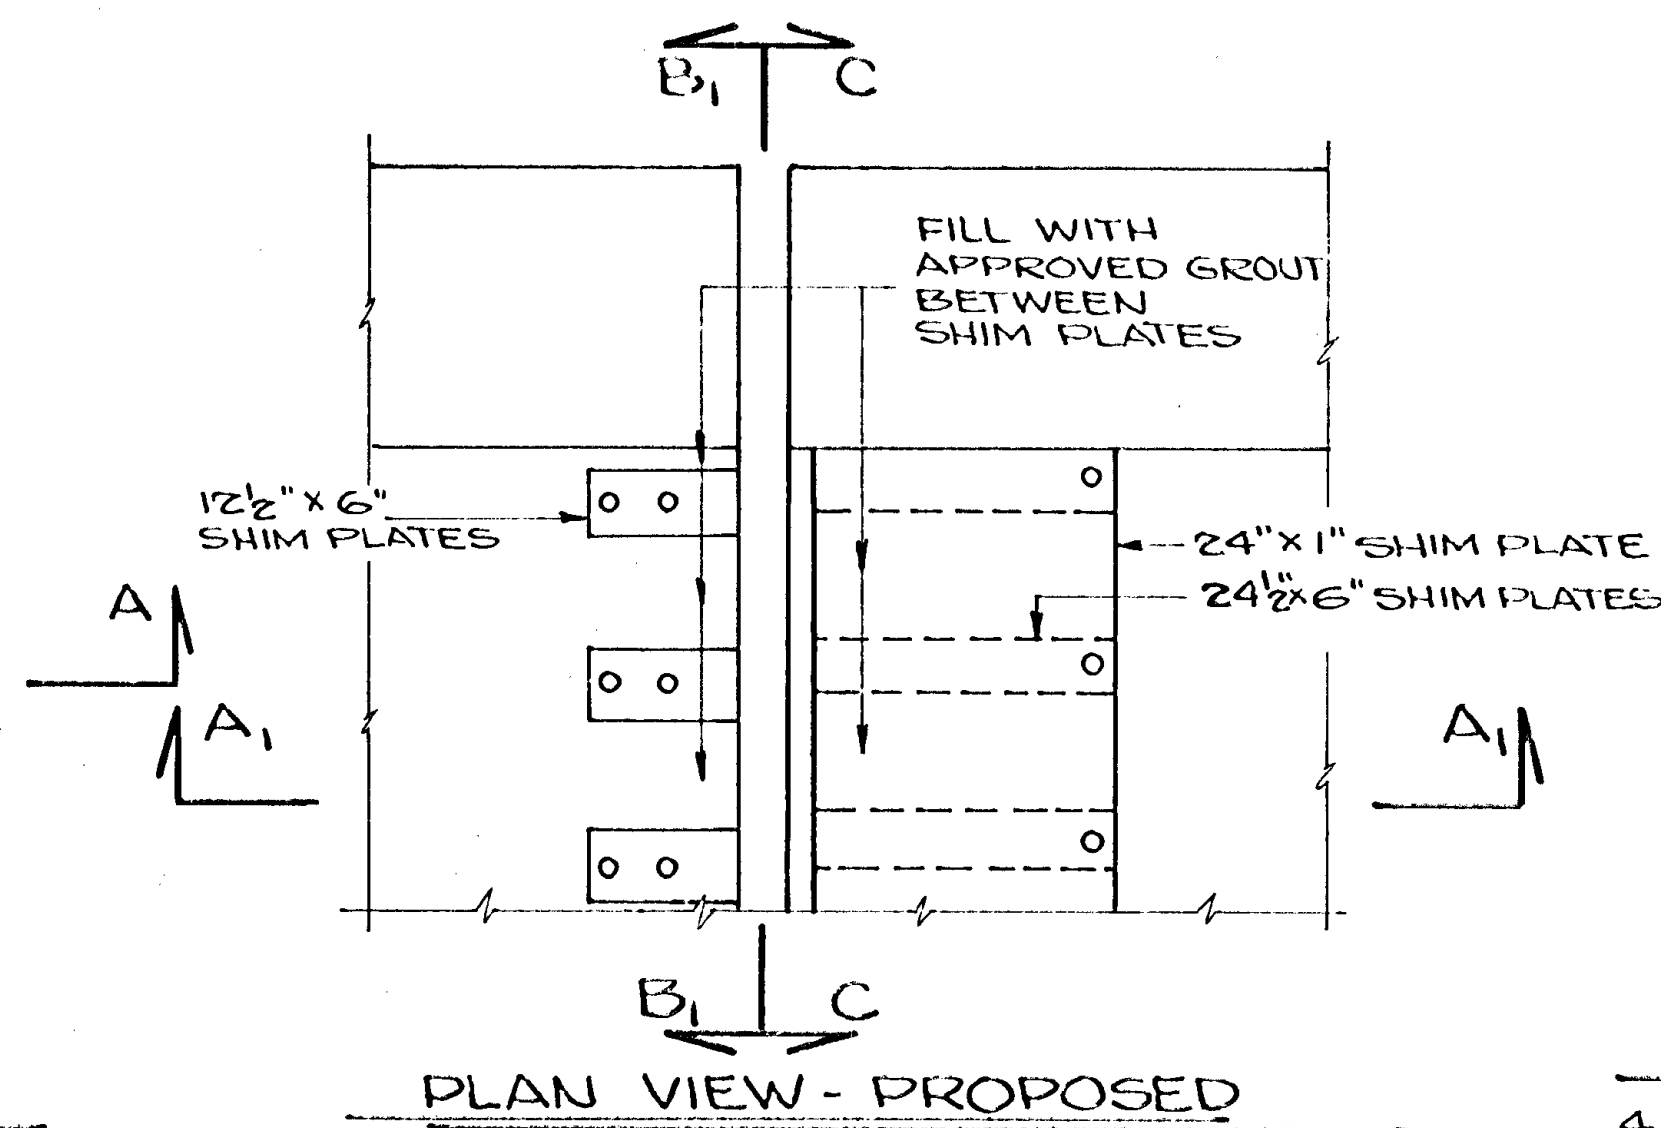 B₁ C
FILL WITH
APPROVED GROUT
BETWEEN
SHIM PLATES
12½" X 6"
SHIM PLATES
24" X 1" SHIM PLATE
24½" X 6" SHIM PLATES
A
A₁
A₁
B₁ C
PLAN VIEW - PROPOSED